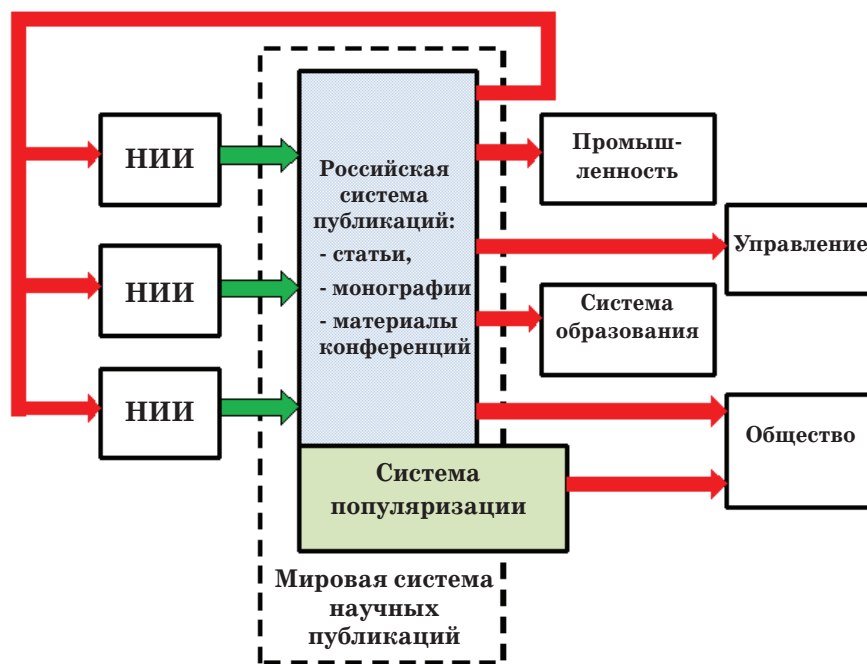 НИИ
НИИ
НИИ
Российская
система
публикаций:
- статьи,
- монографии
- материалы
конференций
Система
популяризации
Мировая система
научных
публикаций
Промыш-
ленность
Управление
Система
образования
Общество